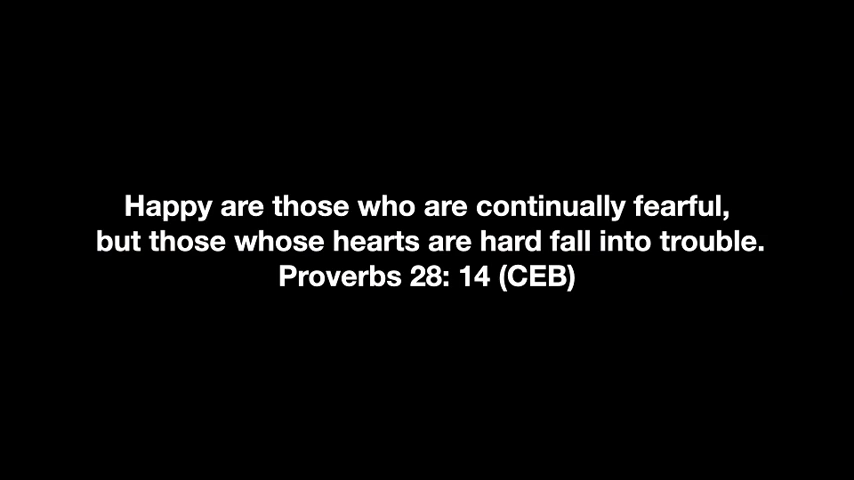 Happy are those who are continually fearful,
but those whose hearts are hard fall into trouble.
Proverbs 28: 14 (CEB)